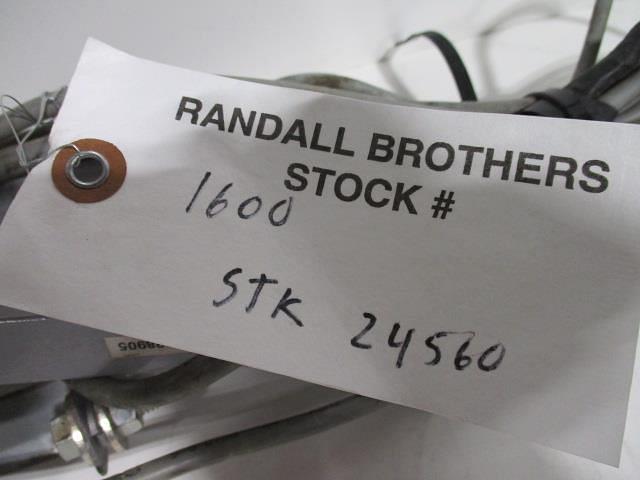 RANDALL BROTHERS
STOCK #
1600
STK 24560